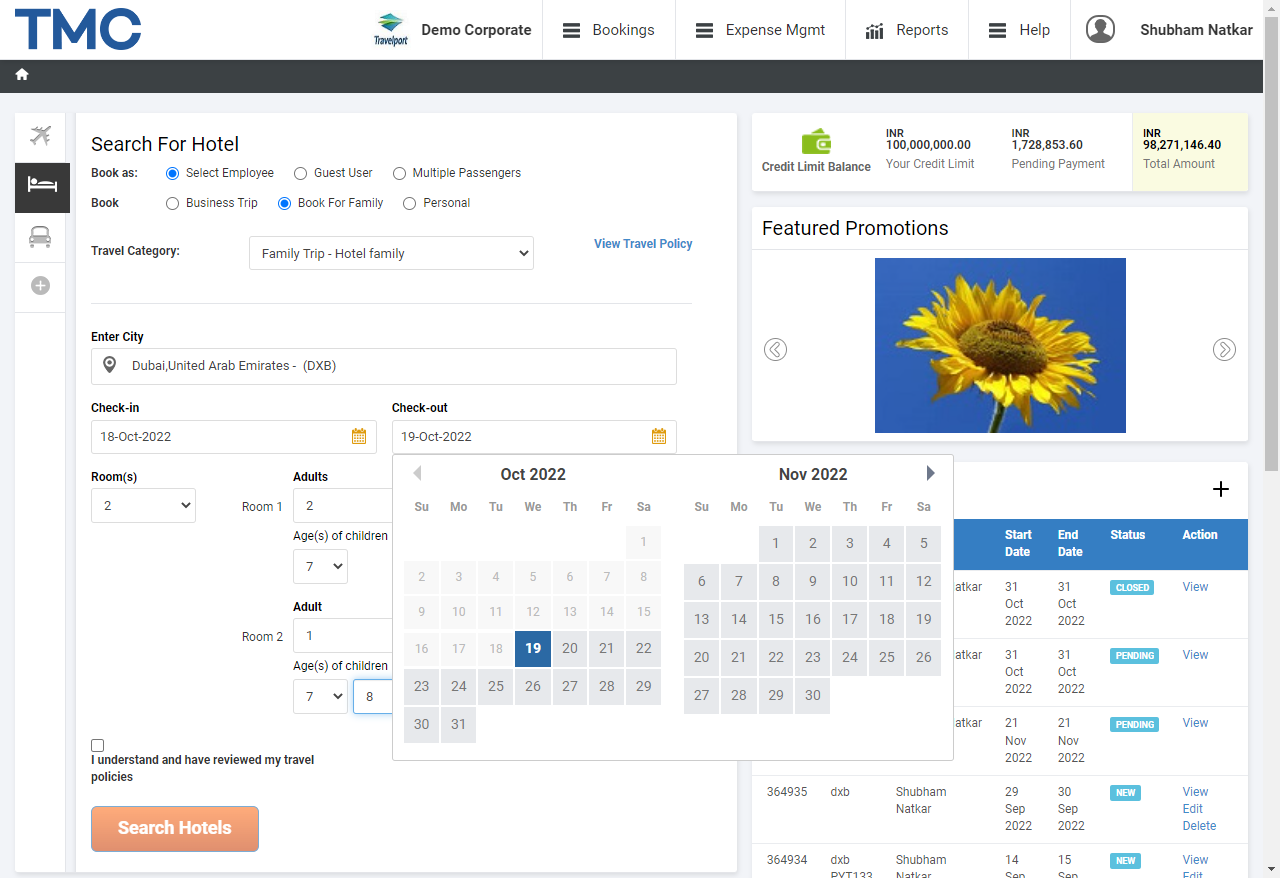 TMC
Travelport
Demo Corporate
Bookings
Expense Mgmt
Reports
Help
Shubham Natkar
Search For Hotel
Book as: Select Employee Guest User Multiple Passengers
Book Business Trip Book For Family Personal
Travel Category: Family Trip - Hotel family View Travel Policy
Enter City
Dubai,United Arab Emirates - (DXB)
Check-in Check-out
18-Oct-2022 19-Oct-2022
Room(s) Adults
2 Room 1 2
Age(s) of children
7
Adult
Room 2 1
Age(s) of children
7 8
I understand and have reviewed my travel
policies
Search Hotels
Oct 2022
Su Mo Tu We Th Fr Sa
1
2 3 4 5 6 7 8
9 10 11 12 13 14 15
16 17 18 19 20 21 22
23 24 25 26 27 28 29
30 31
Nov 2022
Su Mo Tu We Th Fr Sa
1 2 3 4 5
6 7 8 9 10 11 12
13 14 15 16 17 18 19
20 21 22 23 24 25 26
27 28 29 30
Credit Limit Balance
INR
100,000,000.00
Your Credit Limit
INR
1,728,853.60
Pending Payment
INR
98,271,146.40
Total Amount
Featured Promotions
Start Date End Date Status Action
atkar 31 Oct 2022 31 Oct 2022 CLOSED View
atkar 31 Oct 2022 31 Oct 2022 PENDING View
atkar 21 Nov 2022 21 Nov 2022 PENDING View
364935 dxb Shubham Natkar 29 Sep 2022 30 Sep 2022 NEW View Edit Delete
364934 dxb PYT133 Shubham Natkar 14 Sep 15 Sep NEW View Edit